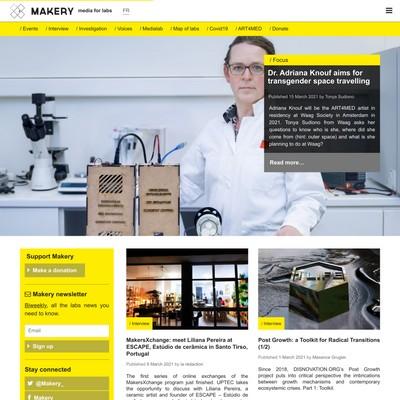 MAKERY media for labs FR
/ Events / Interview / Investigation / Voices / Medialab / Map of labs / Covid19 / ART4MED / Donate
/ Focus
Dr. Adriana Knouf aims for
transgender space travelling
Published 15 March 2021 by Tonya Sudiono
Adriana Knouf will be the ART4MED artist in
residency at Waag Society in Amsterdam in
2021. Tonya Sudiono from Waag asks her
questions to know who is she, where did she
come from (hint: outer space) and what is she
planning to do at Waag?
Read more...
Support Makery
Make a donation
Makery newsletter
Biweekly, all the labs news you
need to know.
Email
Sign up
Stay connected
@Makery_
Makery
/ Interview
MakersXchange: meet Liliana Pereira at
ESCAPE, Estúdio de cerâmica in Santo Tirso,
Portugal
Published 8 March 2021 by la rédaction
The first series of online exchanges of the
MakersXchange program just finished. UPTEC
takes the opportunity to discuss with Liliana Pereira, a
ceramic artist and founder of ESCAPE – Estúdio de
/ Interview
Post Growth: a Toolkit for Radical Transitions
(1/2)
Published 1 March 2021 by Maxence Grugier
Since 2018, DISNOVATION.ORG's Post Growth
project puts into critical perspective the imbrications
between growth mechanisms and contemporary
ecosystemic crises. Part 1: Toolkit.